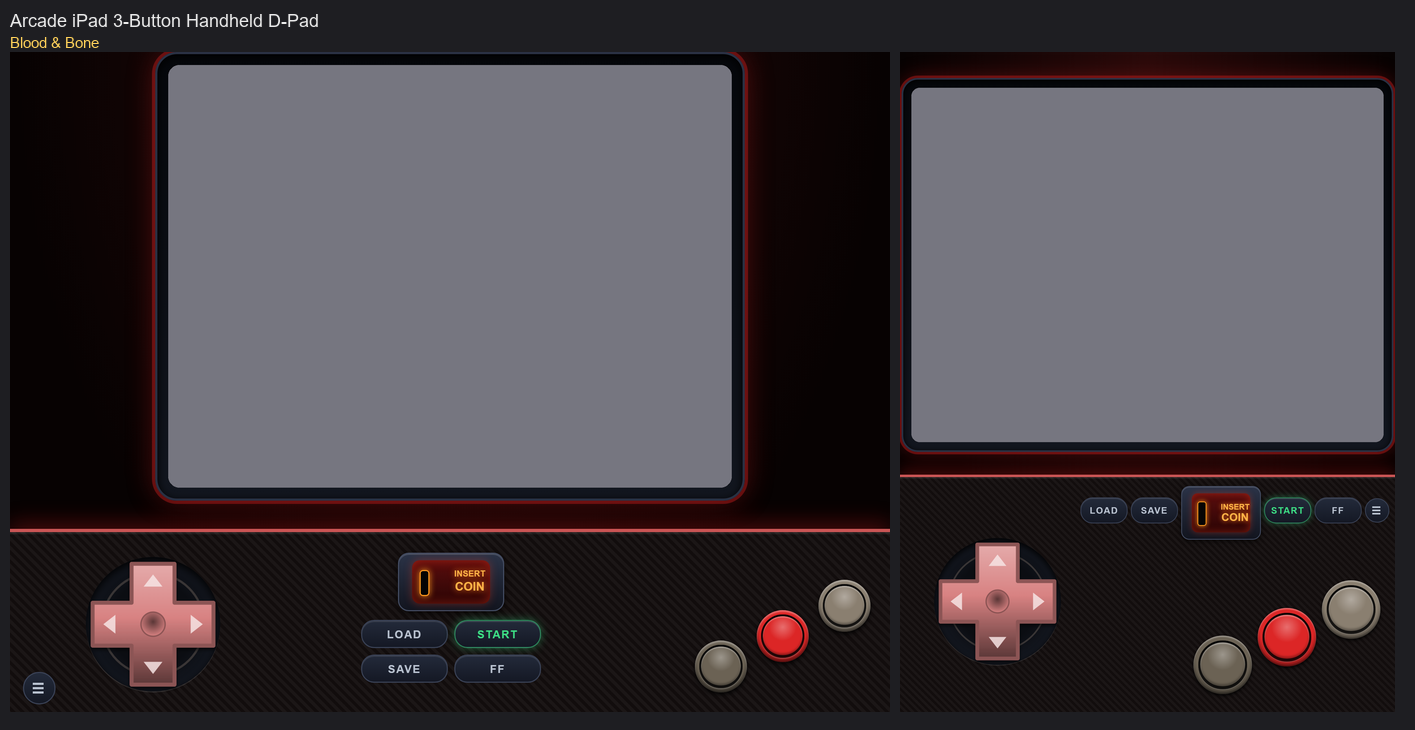 Arcade iPad 3-Button Handheld D-Pad
Blood & Bone
INSERT
COIN
LOAD
START
SAVE
FF
LOAD
SAVE
INSERT
COIN
START
FF